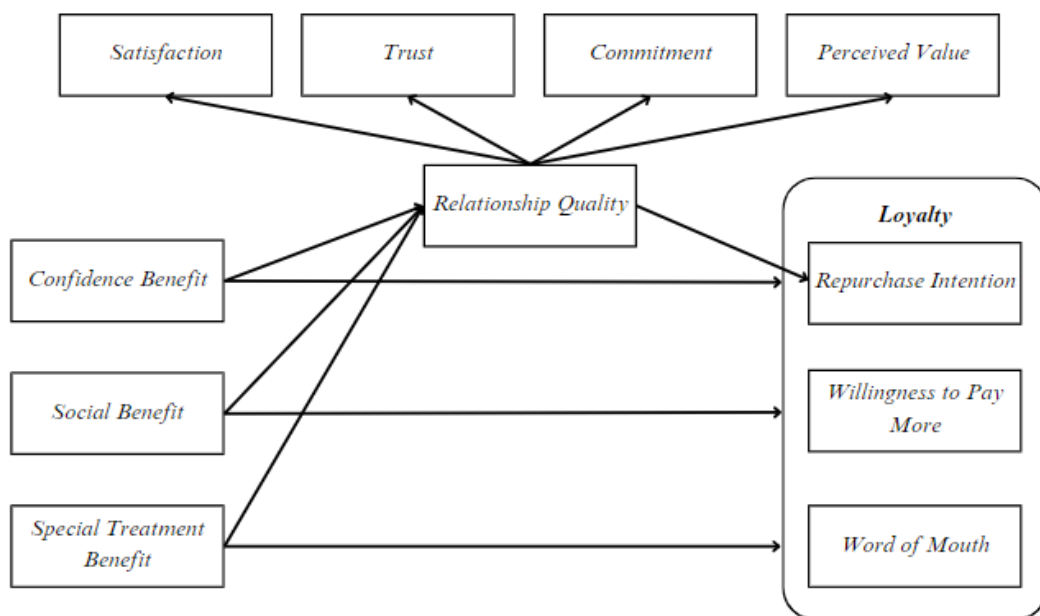 Satisfaction
Trust
Commitment
Perceived Value
Relationship Quality
Loyalty
Confidence Benefit
Repurchase Intention
Social Benefit
Willingness to Pay
More
Special Treatment
Benefit
Word of Mouth